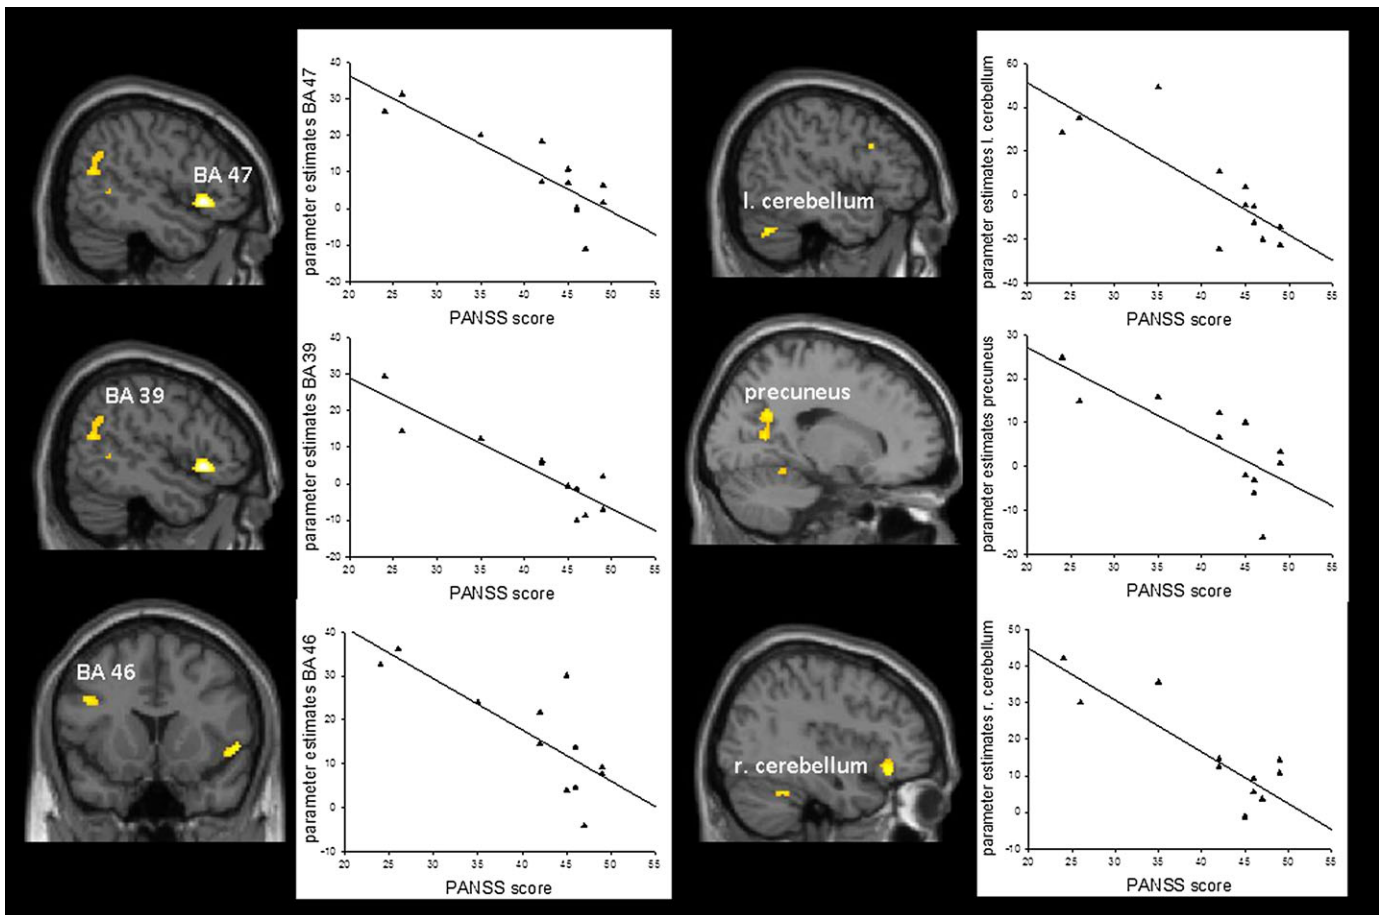 BA 47
parameter estimates BA 47
40
30
20
10
0
-10
-20
20 25 30 35 40 45 50 55
PANSS score
l. cerebellum
parameter estimates l. cerebellum
60
40
20
0
-20
-40
20 25 30 35 40 45 50 55
PANSS score
BA 39
parameter estimates BA39
40
30
20
10
0
-10
-20
20 25 30 35 40 45 50 55
PANSS score
precuneus
parameter estimates precuneus
30
20
10
0
-10
-20
20 25 30 35 40 45 50 55
PANSS score
BA 46
parameter estimates BA46
40
30
20
10
0
-10
20 25 30 35 40 45 50 55
PANSS score
r. cerebellum
parameter estimates r. cerebellum
50
40
30
20
10
0
-10
20 25 30 35 40 45 50 55
PANSS score